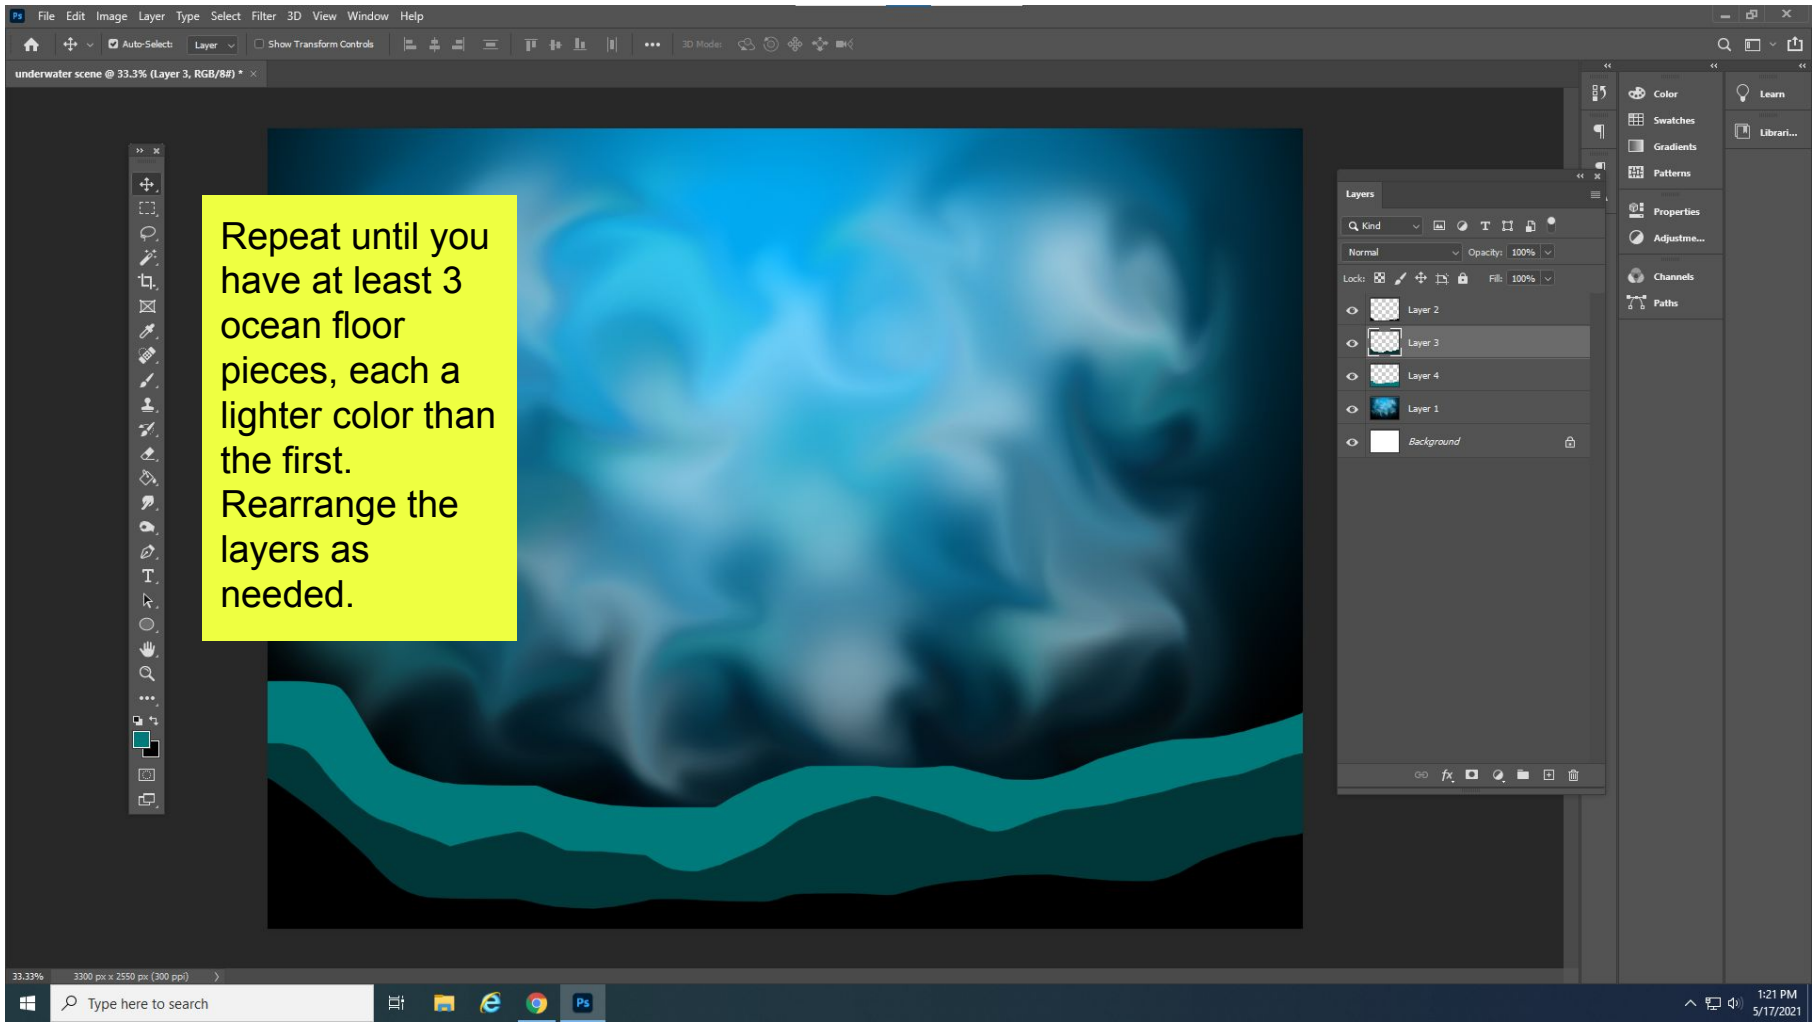 Ps File Edit Image Layer Type Select Filter 3D View Window Help
Auto-Select: Layer Show Transform Controls 3D Mode:
underwater scene @ 33.3% (Layer 3, RGB/8#) *
Repeat until you
have at least 3
ocean floor
pieces, each a
lighter color than
the first.
Rearrange the
layers as
needed.
Layers
Kind
Normal Opacity: 100%
Lock: Fill: 100%
Layer 2
Layer 3
Layer 4
Layer 1
Background
Color
Swatches
Gradients
Patterns
Properties
Adjustme...
Channels
Paths
Learn
Librari...
33.33% 3300 px x 2550 px (300 ppi)
Type here to search
Ps
1:21 PM
5/17/2021